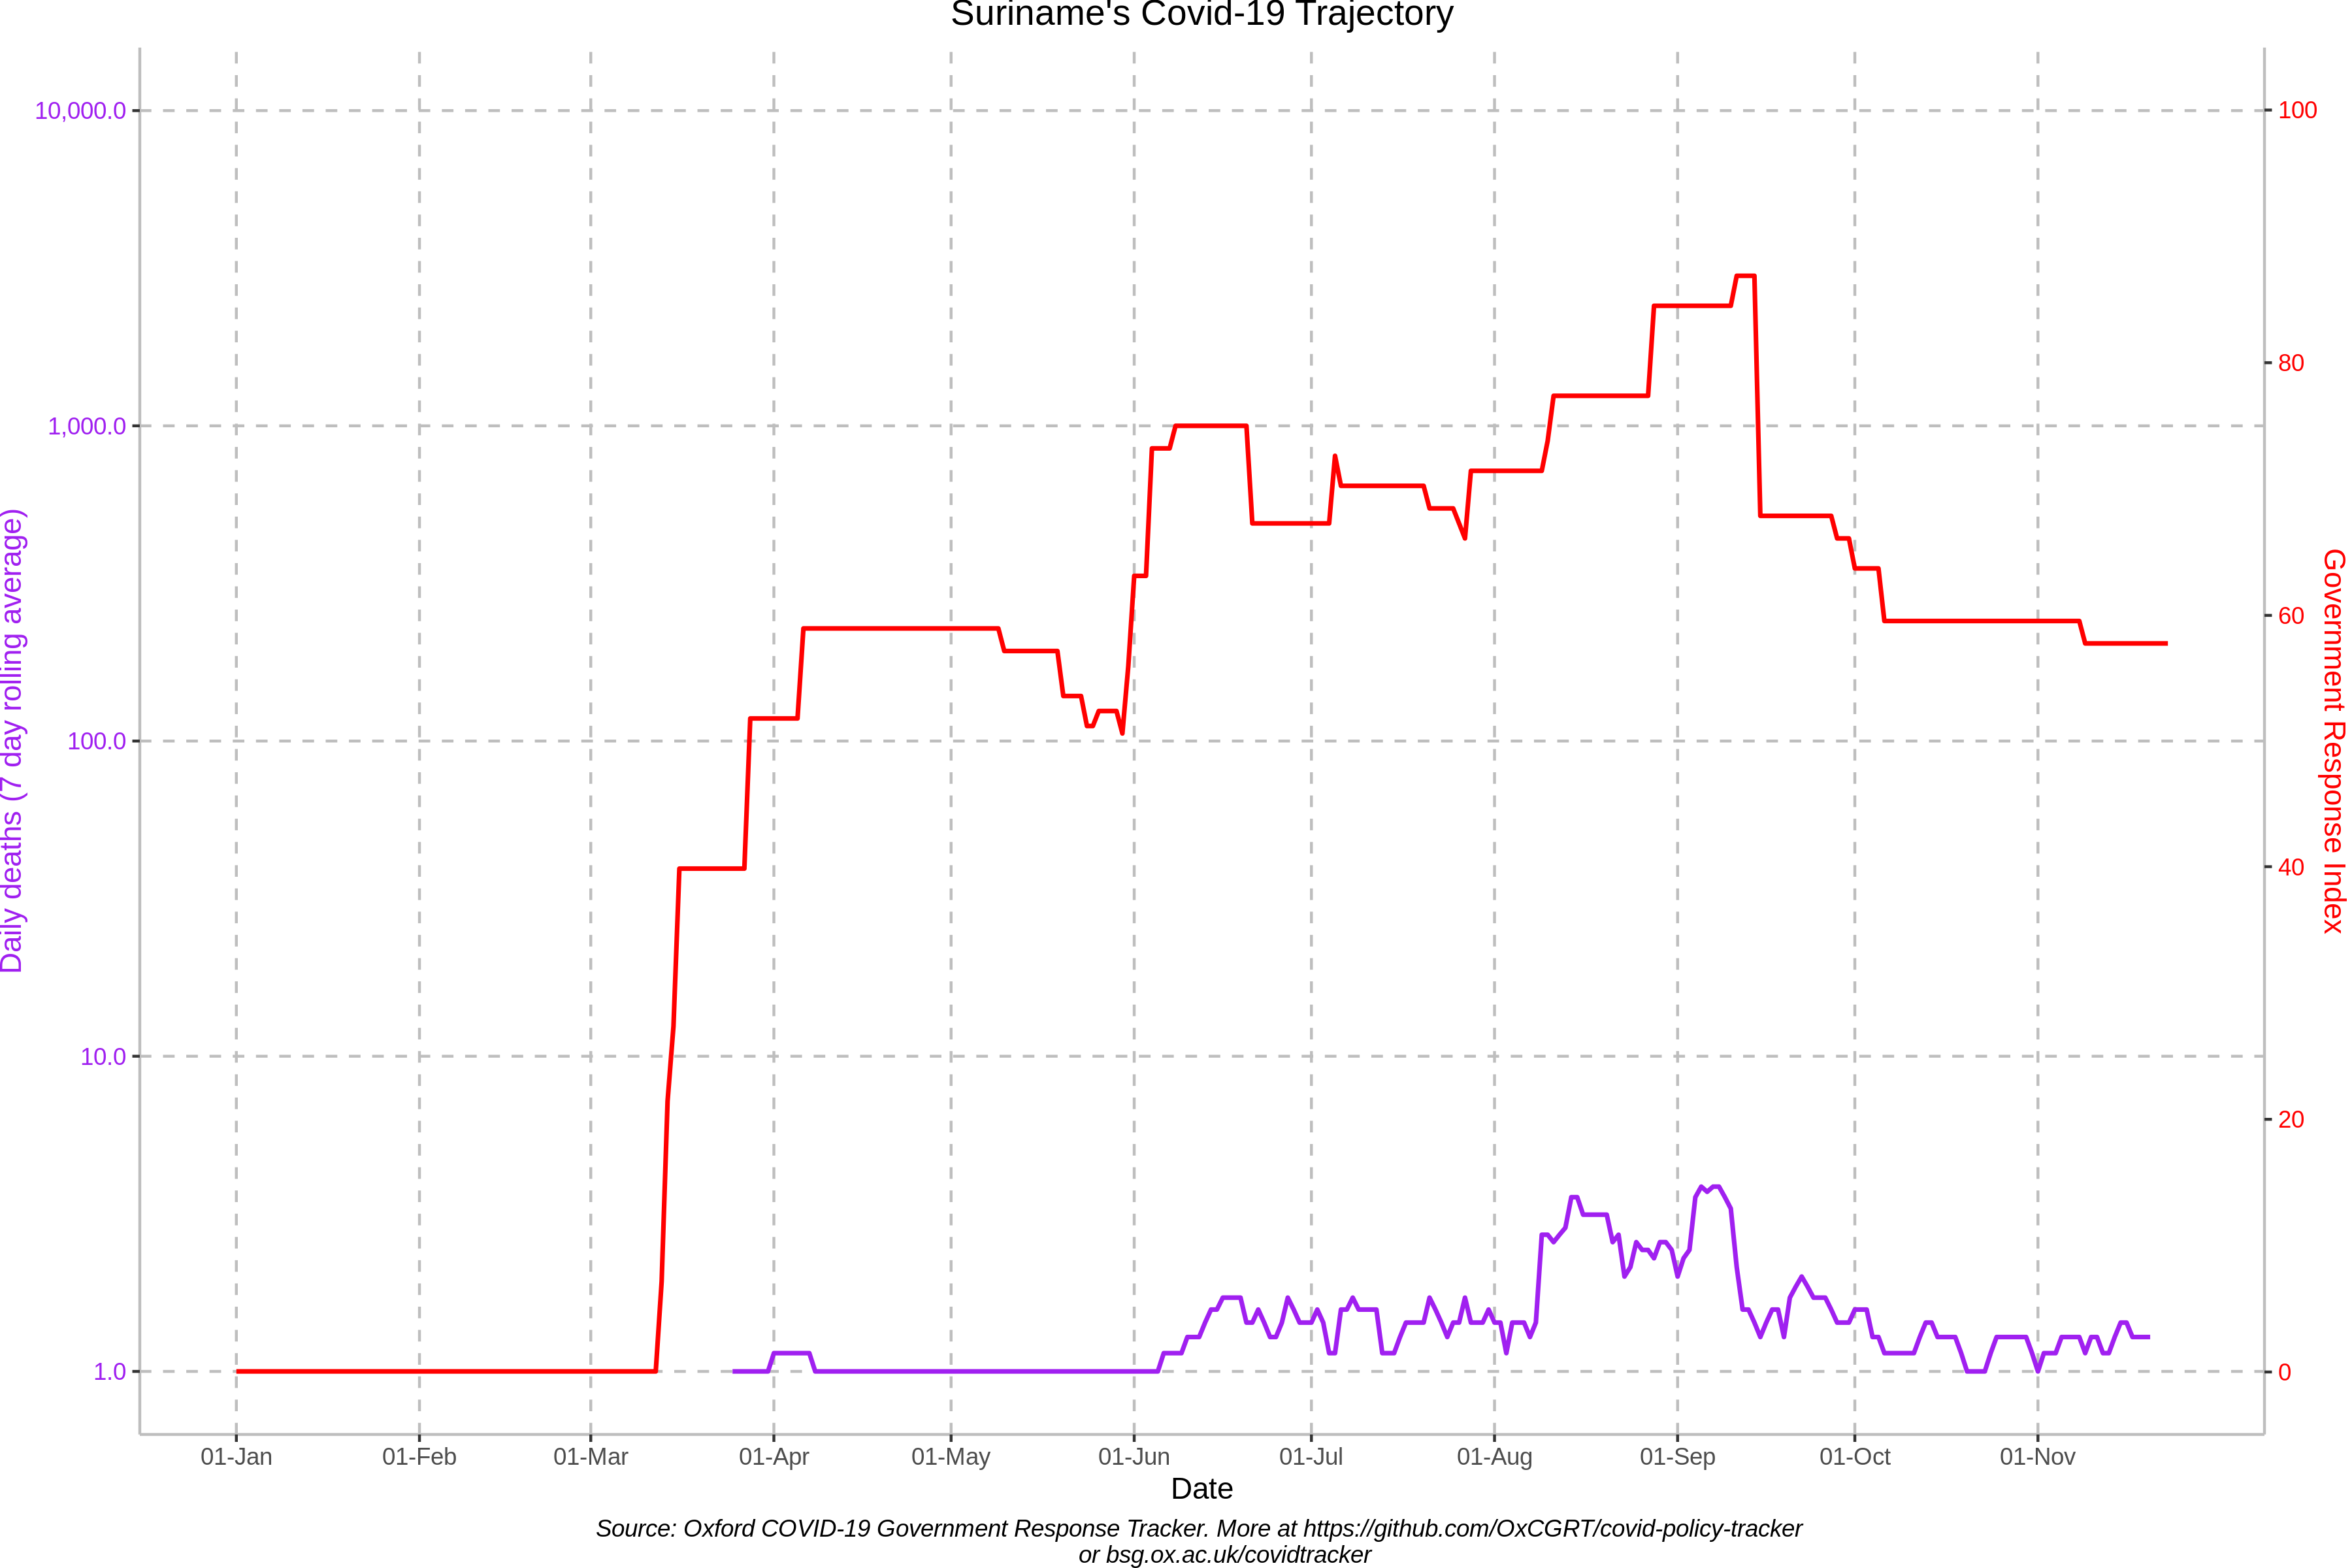 Suriname's Covid-19 Trajectory
Daily deaths (7 day rolling average)
10,000.0
1,000.0
100.0
10.0
1.0
100
80
60
40
20
0
Government Response Index
01-Jan 01-Feb 01-Mar 01-Apr 01-May 01-Jun 01-Jul 01-Aug 01-Sep 01-Oct 01-Nov
Date
Source: Oxford COVID-19 Government Response Tracker. More at https://github.com/OxCGRT/covid-policy-tracker
or bsg.ox.ac.uk/covidtracker